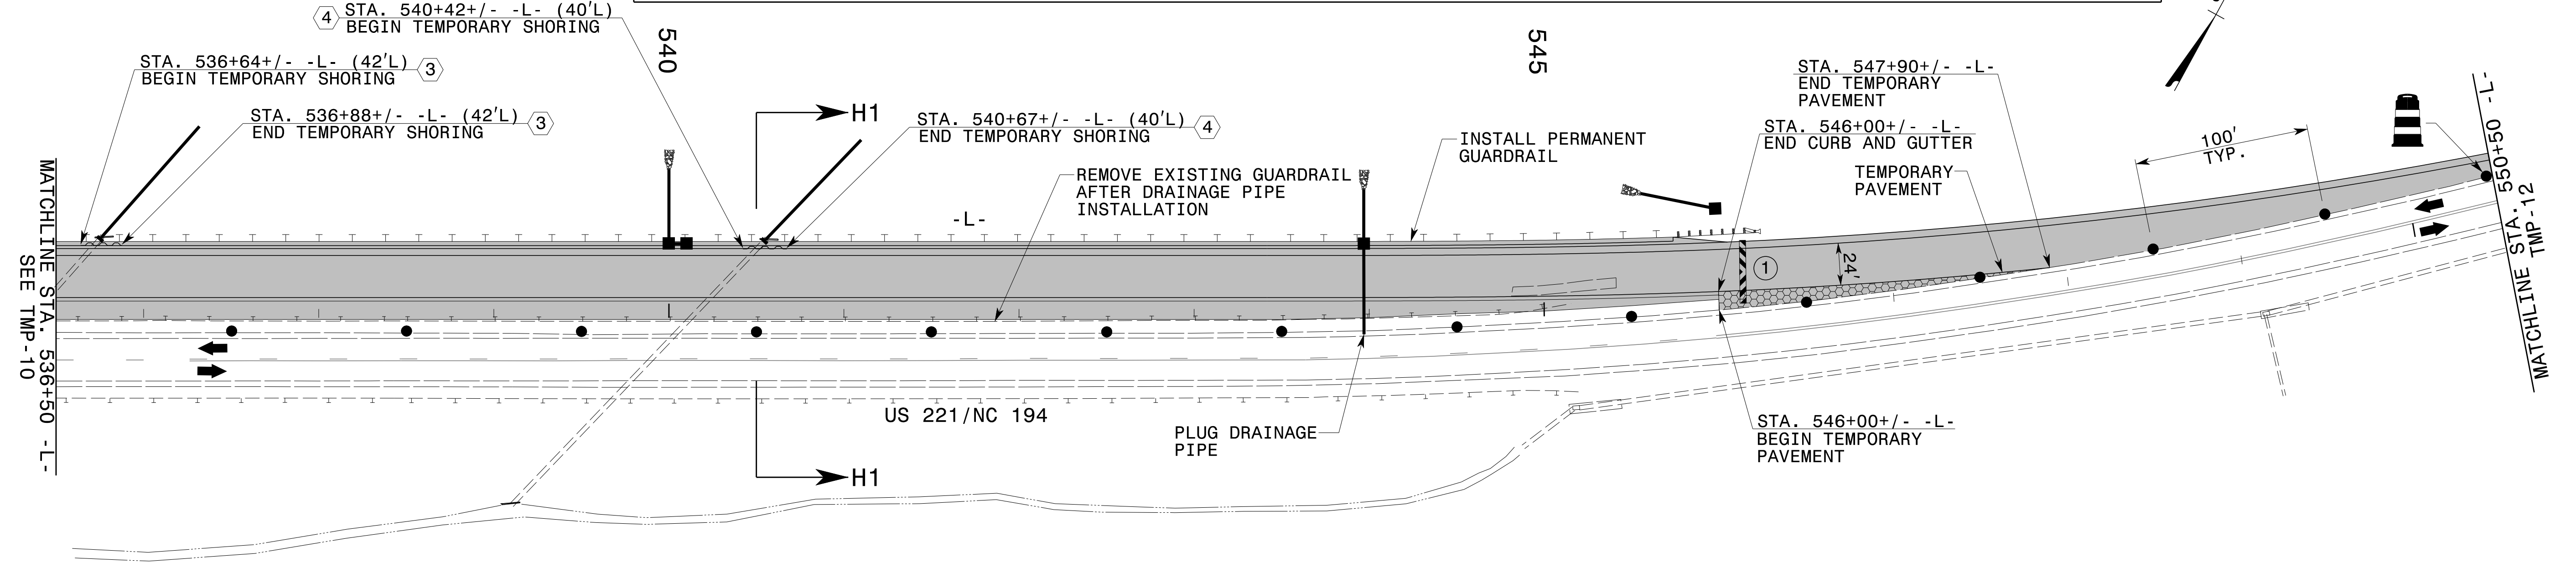 4
STA. 540+42+/- -L- (40'L)
BEGIN TEMPORARY SHORING
STA. 536+64+/- -L- (42'L)
BEGIN TEMPORARY SHORING
3
STA. 536+88+/- -L- (42'L)
END TEMPORARY SHORING
3
540
H1
STA. 540+67+/- -L- (40'L)
END TEMPORARY SHORING
4
REMOVE EXISTING GUARDRAIL
AFTER DRAINAGE PIPE
INSTALLATION
-L-
INSTALL PERMANENT
GUARDRAIL
545
STA. 547+90+/- -L-
END TEMPORARY
PAVEMENT
STA. 546+00+/- -L-
END CURB AND GUTTER
TEMPORARY
PAVEMENT
100'
TYP.
MATCHLINE STA. 536+50 -L-
SEE TMP-10
1
24'
US 221/NC 194
H1
PLUG DRAINAGE
PIPE
STA. 546+00+/- -L-
BEGIN TEMPORARY
PAVEMENT
MATCHLINE STA. 550+50 -L-
TMP-12